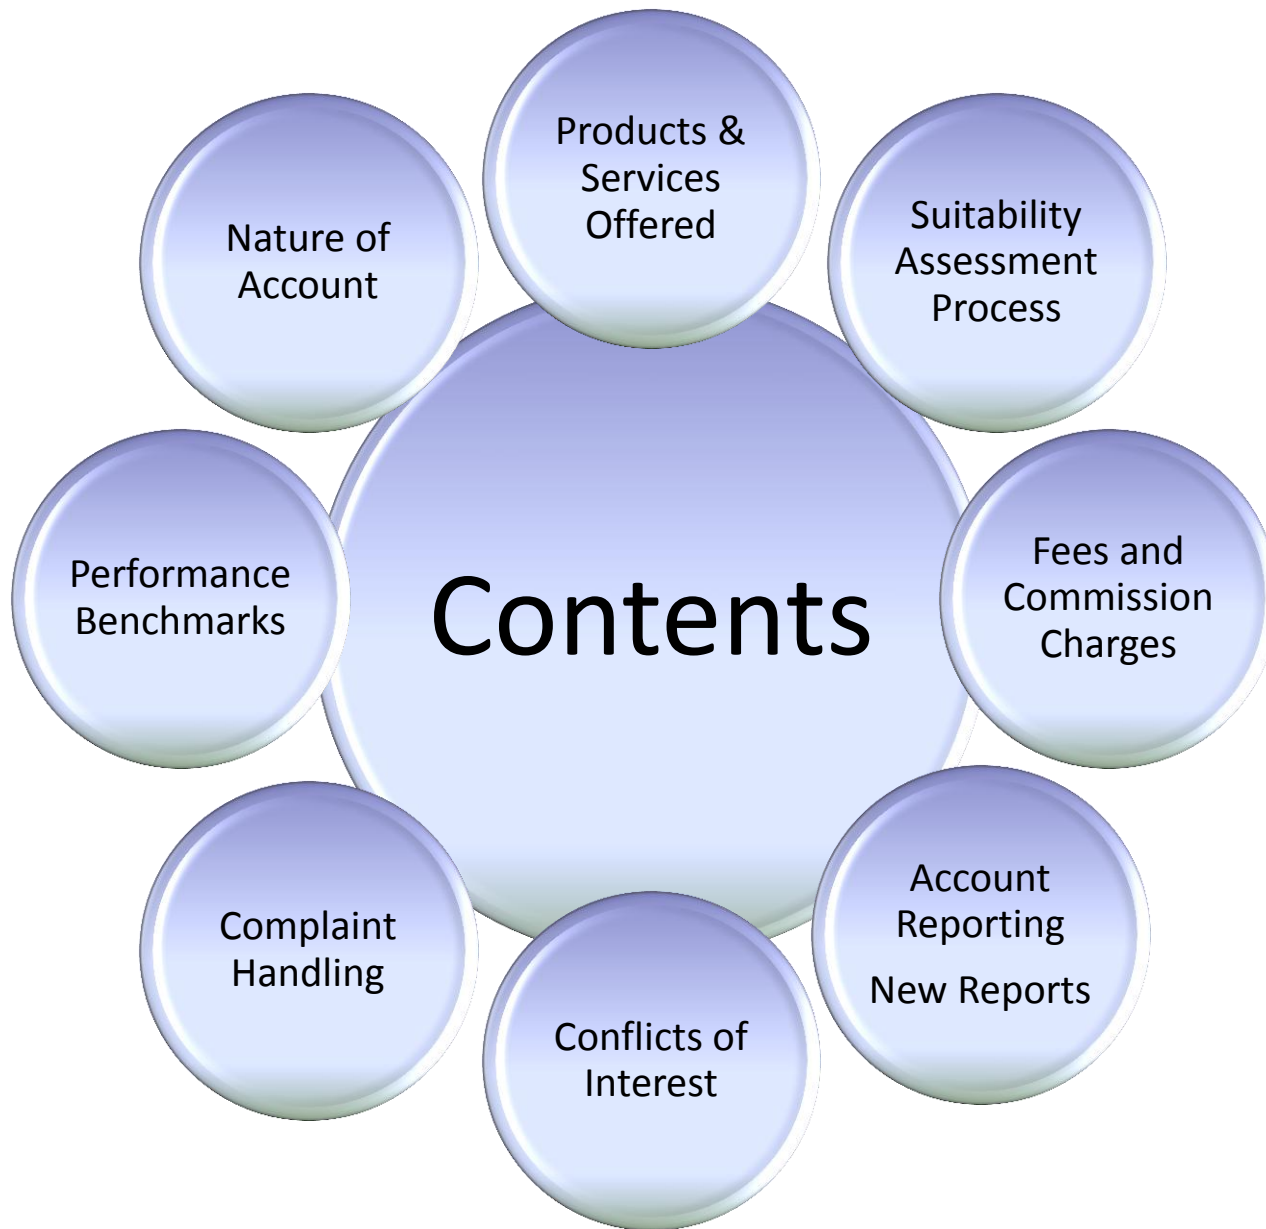 Products &
Services
Offered
Suitability
Assessment
Process
Fees and
Commission
Charges
Account
Reporting
New Reports
Conflicts of
Interest
Complaint
Handling
Performance
Benchmarks
Nature of
Account
Contents